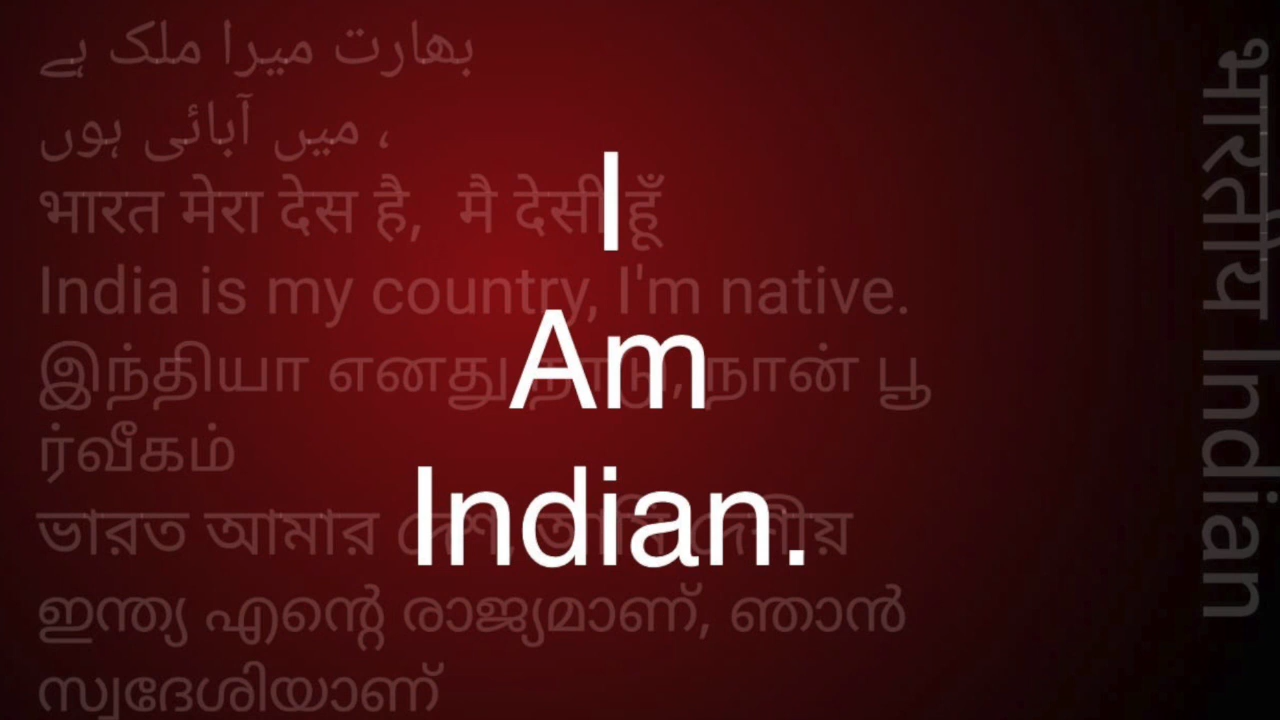 بھارت میرا ملک ہے
، میں آبائی ہوں
भारत मेरा देस है, मै देसी हूँ
India is my country, I'm native.
இந்தியா எனது நாடு, நான் பூ
ர்வீகம்
ভারত আমার দেশ, আমি দেশীয়
ഇന്ത്യ എന്റെ രാജ്യമാണ്, ഞാൻ
സ്വദേശിയാണ്
I
Am
Indian.
भारतीय Indian